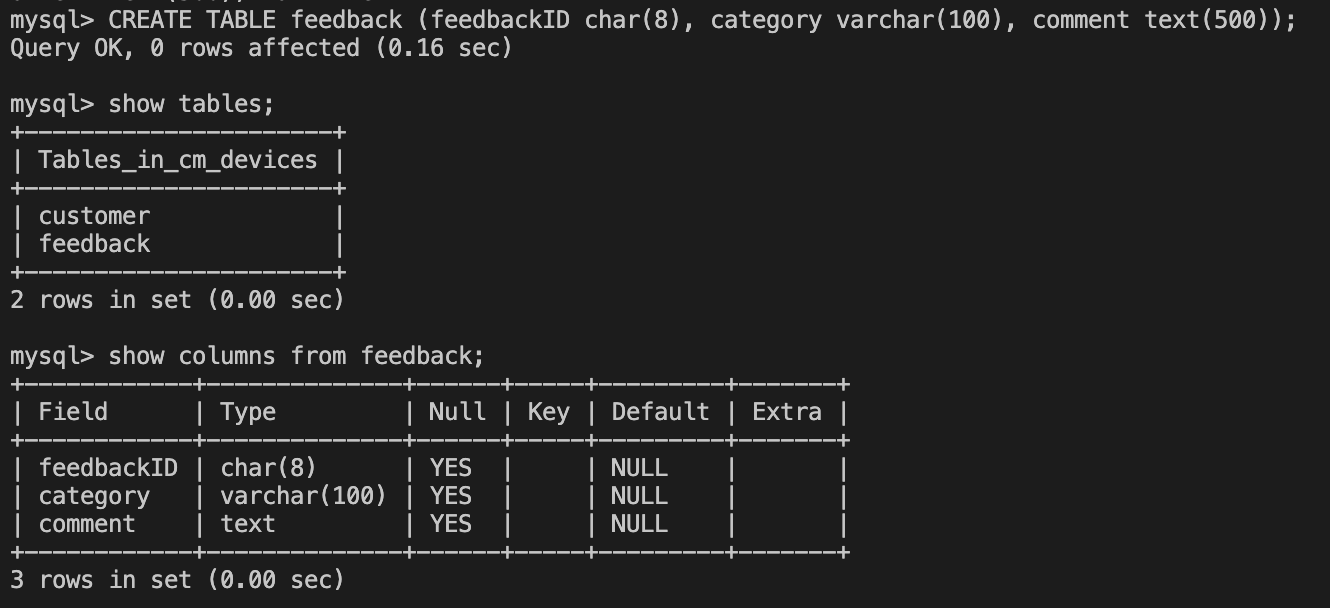 mysql> CREATE TABLE feedback (feedbackID char(8), category varchar(100), comment text(500));
Query OK, 0 rows affected (0.16 sec)
mysql> show tables;
+----------------------+
| Tables_in_cm_devices |
+----------------------+
| customer             |
| feedback             |
+----------------------+
2 rows in set (0.00 sec)
mysql> show columns from feedback;
+------------+--------------+------+-----+---------+-------+
| Field      | Type         | Null | Key | Default | Extra |
+------------+--------------+------+-----+---------+-------+
| feedbackID | char(8)      | YES  |     | NULL    |       |
| category   | varchar(100) | YES  |     | NULL    |       |
| comment    | text         | YES  |     | NULL    |       |
+------------+--------------+------+-----+---------+-------+
3 rows in set (0.00 sec)